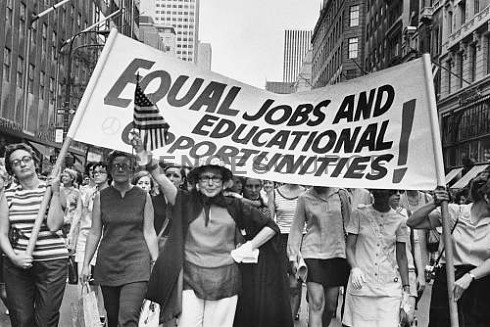 EQUAL JOBS AND
EDUCATIONAL
OPPORTUNITIES!